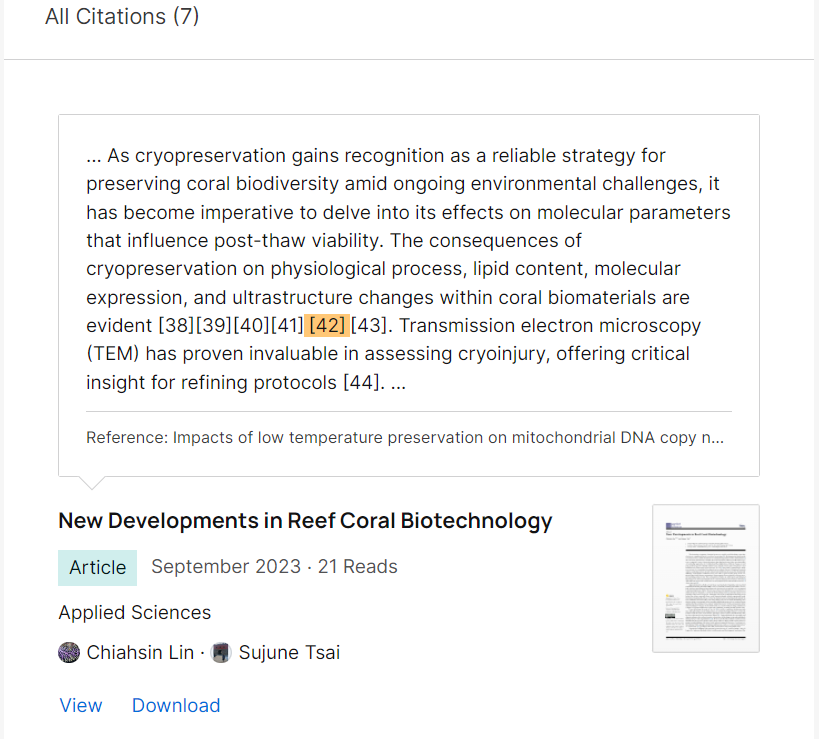 All Citations (7)
... As cryopreservation gains recognition as a reliable strategy for
preserving coral biodiversity amid ongoing environmental challenges, it
has become imperative to delve into its effects on molecular parameters
that influence post-thaw viability. The consequences of
cryopreservation on physiological process, lipid content, molecular
expression, and ultrastructure changes within coral biomaterials are
evident [38][39][40][41] [42] [43]. Transmission electron microscopy
(TEM) has proven invaluable in assessing cryoinjury, offering critical
insight for refining protocols [44]. ...
Reference: Impacts of low temperature preservation on mitochondrial DNA copy n...
New Developments in Reef Coral Biotechnology
Article September 2023 · 21 Reads
Applied Sciences
Chiahsin Lin · Sujune Tsai
View Download